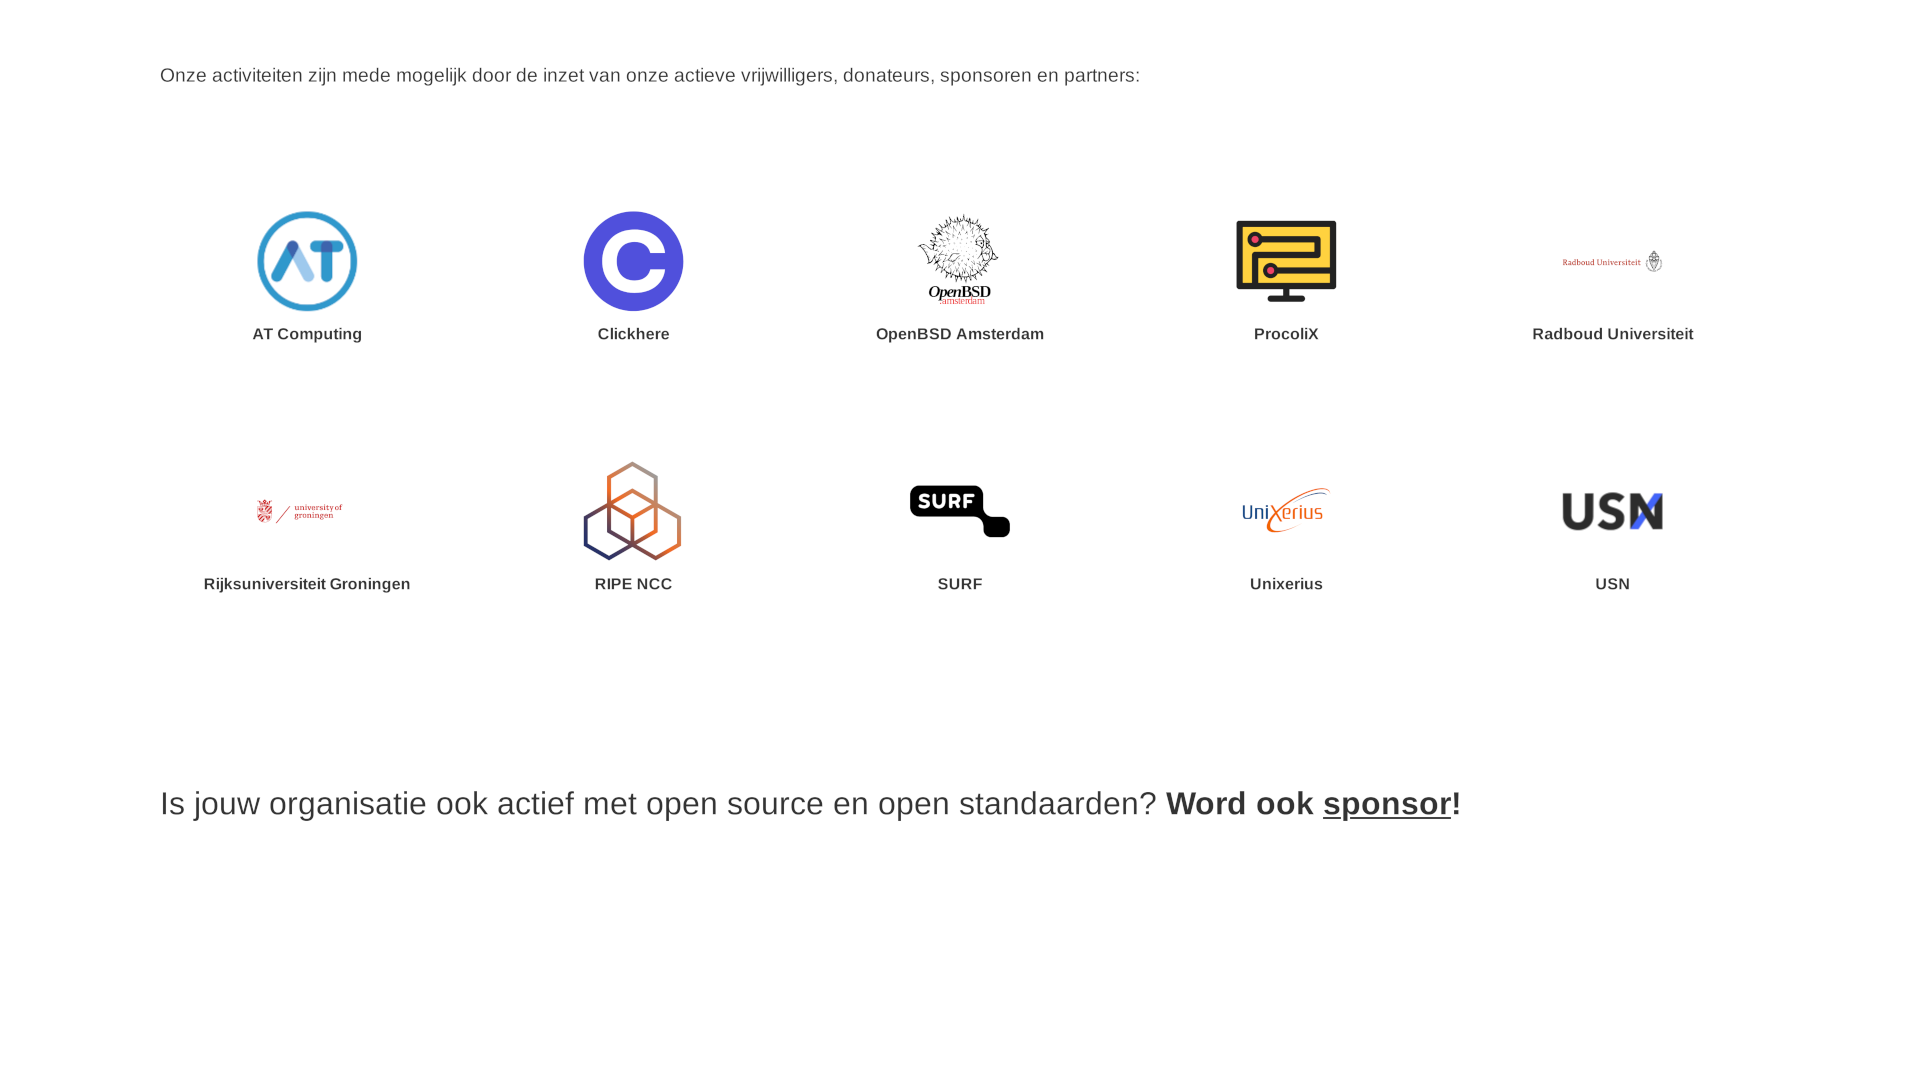 Onze activiteiten zijn mede mogelijk door de inzet van onze actieve vrijwilligers, donateurs, sponsoren en partners:
AT
AT Computing
C
Clickhere
OpenBSD
amsterdam
OpenBSD Amsterdam
ProcoliX
Radboud Universiteit
Radboud Universiteit
university of
groningen
Rijksuniversiteit Groningen
RIPE NCC
SURF
SURF
UniXerius
Unixerius
USN
USN
Is jouw organisatie ook actief met open source en open standaarden? Word ook sponsor!